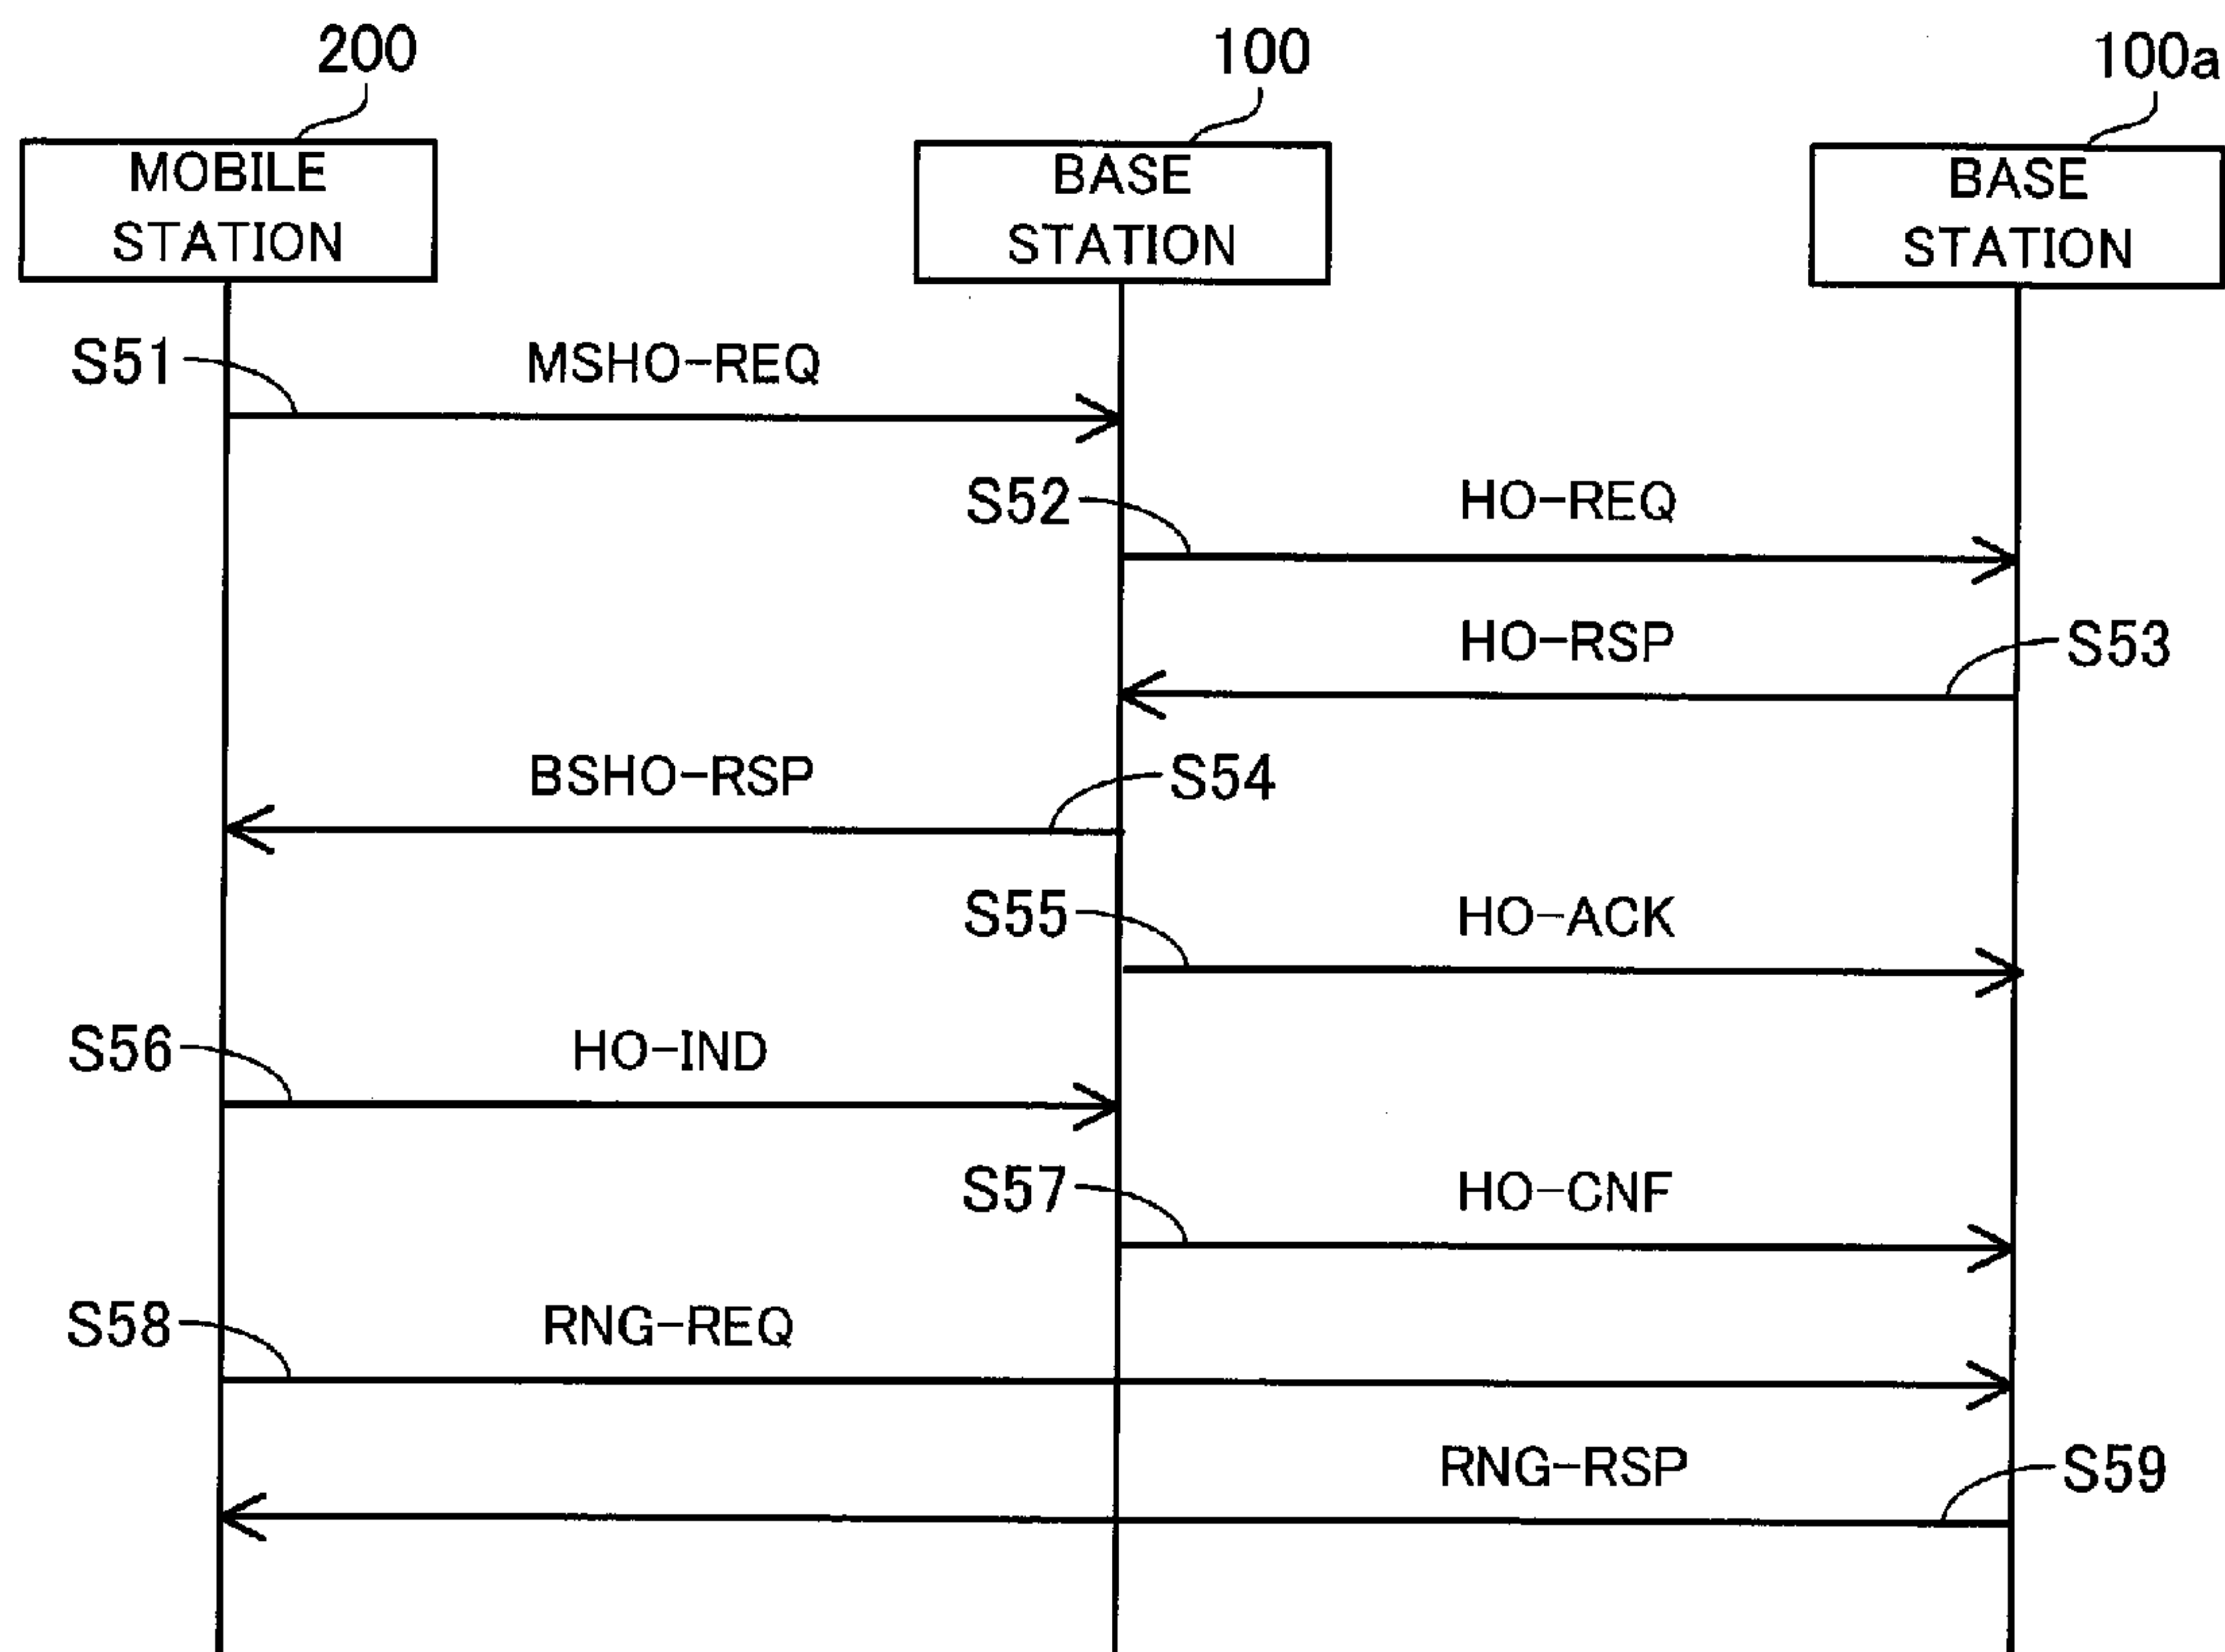 200
100
100a
MOBILE
STATION
BASE
STATION
BASE
STATION
S51
MSHO-REQ
S52
HO-REQ
HO-RSP
S53
BSHO-RSP
S54
S55
HO-ACK
S56
HO-IND
S57
HO-CNF
S58
RNG-REQ
RNG-RSP
S59